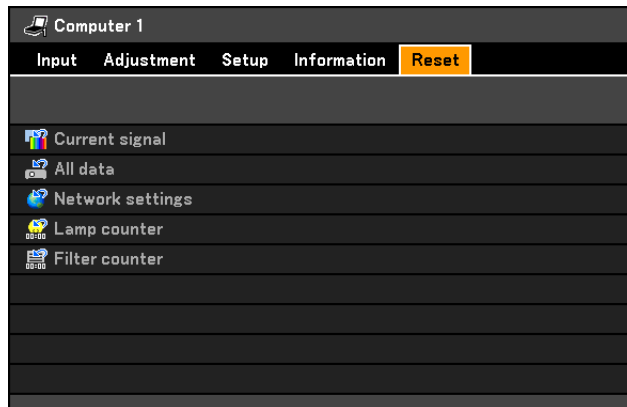 Computer 1
Input Adjustment Setup Information Reset
Current signal
All data
Network settings
Lamp counter
Filter counter